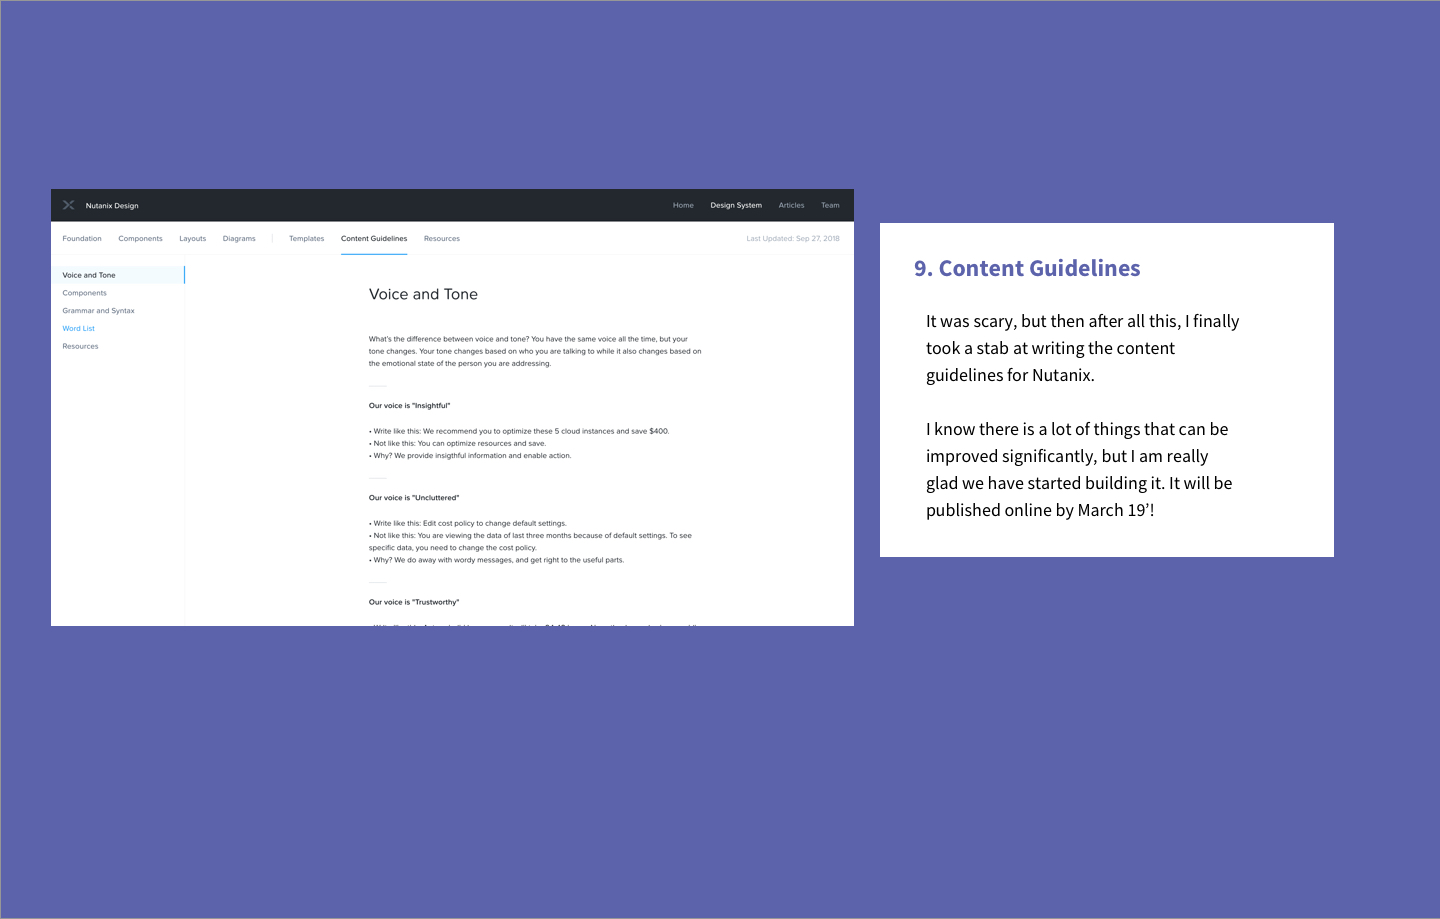 Nutanix Design
Home Design System Articles Team
Foundation Components Layouts Diagrams Templates Content Guidelines Resources
Last Updated: Sep 27, 2018
Voice and Tone
Components
Grammar and Syntax
Word List
Resources
Voice and Tone
What's the difference between voice and tone? You have the same voice all the time, but your
tone changes. Your tone changes based on who you are talking to while it also changes based on
the emotional state of the person you are addressing.
Our voice is "Insightful"
• Write like this: We recommend you to optimize these 5 cloud instances and save $400.
• Not like this: You can optimize resources and save.
• Why? We provide insigthful information and enable action.
Our voice is "Uncluttered"
• Write like this: Edit cost policy to change default settings.
• Not like this: You are viewing the data of last three months because of default settings. To see
specific data, you need to change the cost policy.
• Why? We do away with wordy messages, and get right to the useful parts.
Our voice is "Trustworthy"
9. Content Guidelines
It was scary, but then after all this, I finally
took a stab at writing the content
guidelines for Nutanix.
I know there is a lot of things that can be
improved significantly, but I am really
glad we have started building it. It will be
published online by March 19’!